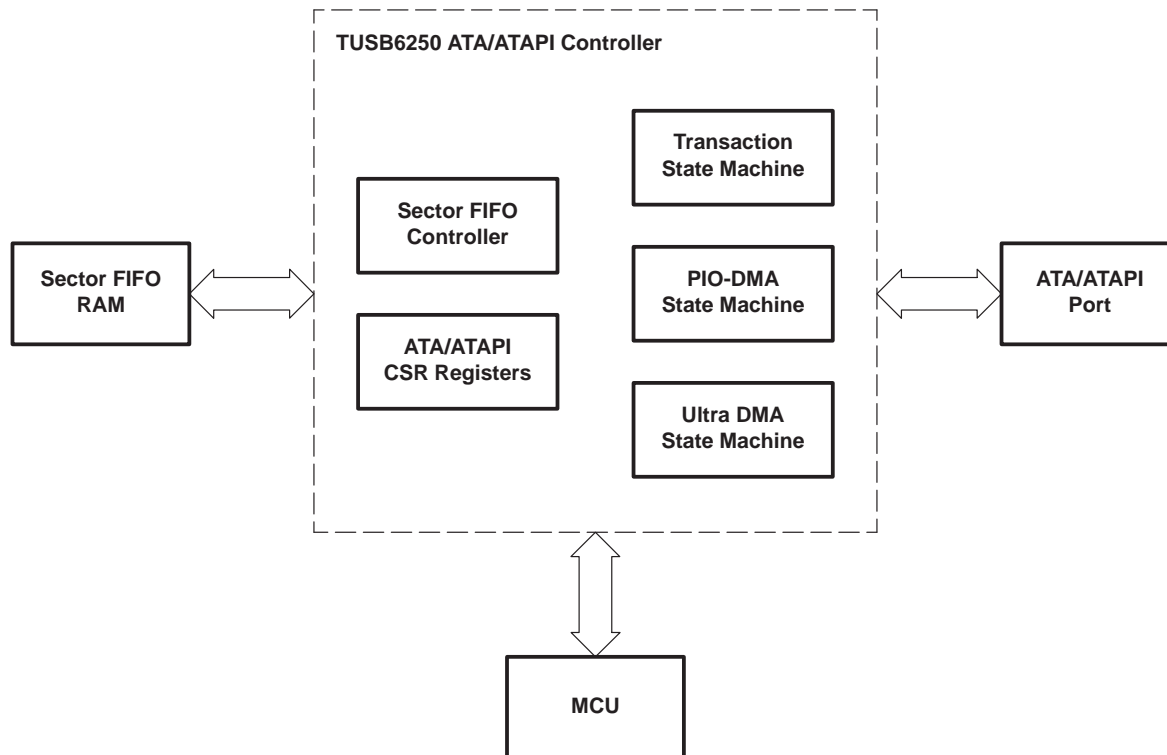 TUSB6250 ATA/ATAPI Controller
Transaction
State Machine
Sector FIFO
Controller
Sector FIFO
RAM
PIO-DMA
State Machine
ATA/ATAPI
Port
ATA/ATAPI
CSR Registers
Ultra DMA
State Machine
MCU